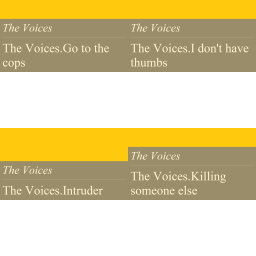 The Voices
The Voices.Go to the
cops
The Voices
The Voices.I don't have
thumbs
The Voices
The Voices.Intruder
The Voices
The Voices.Killing
someone else